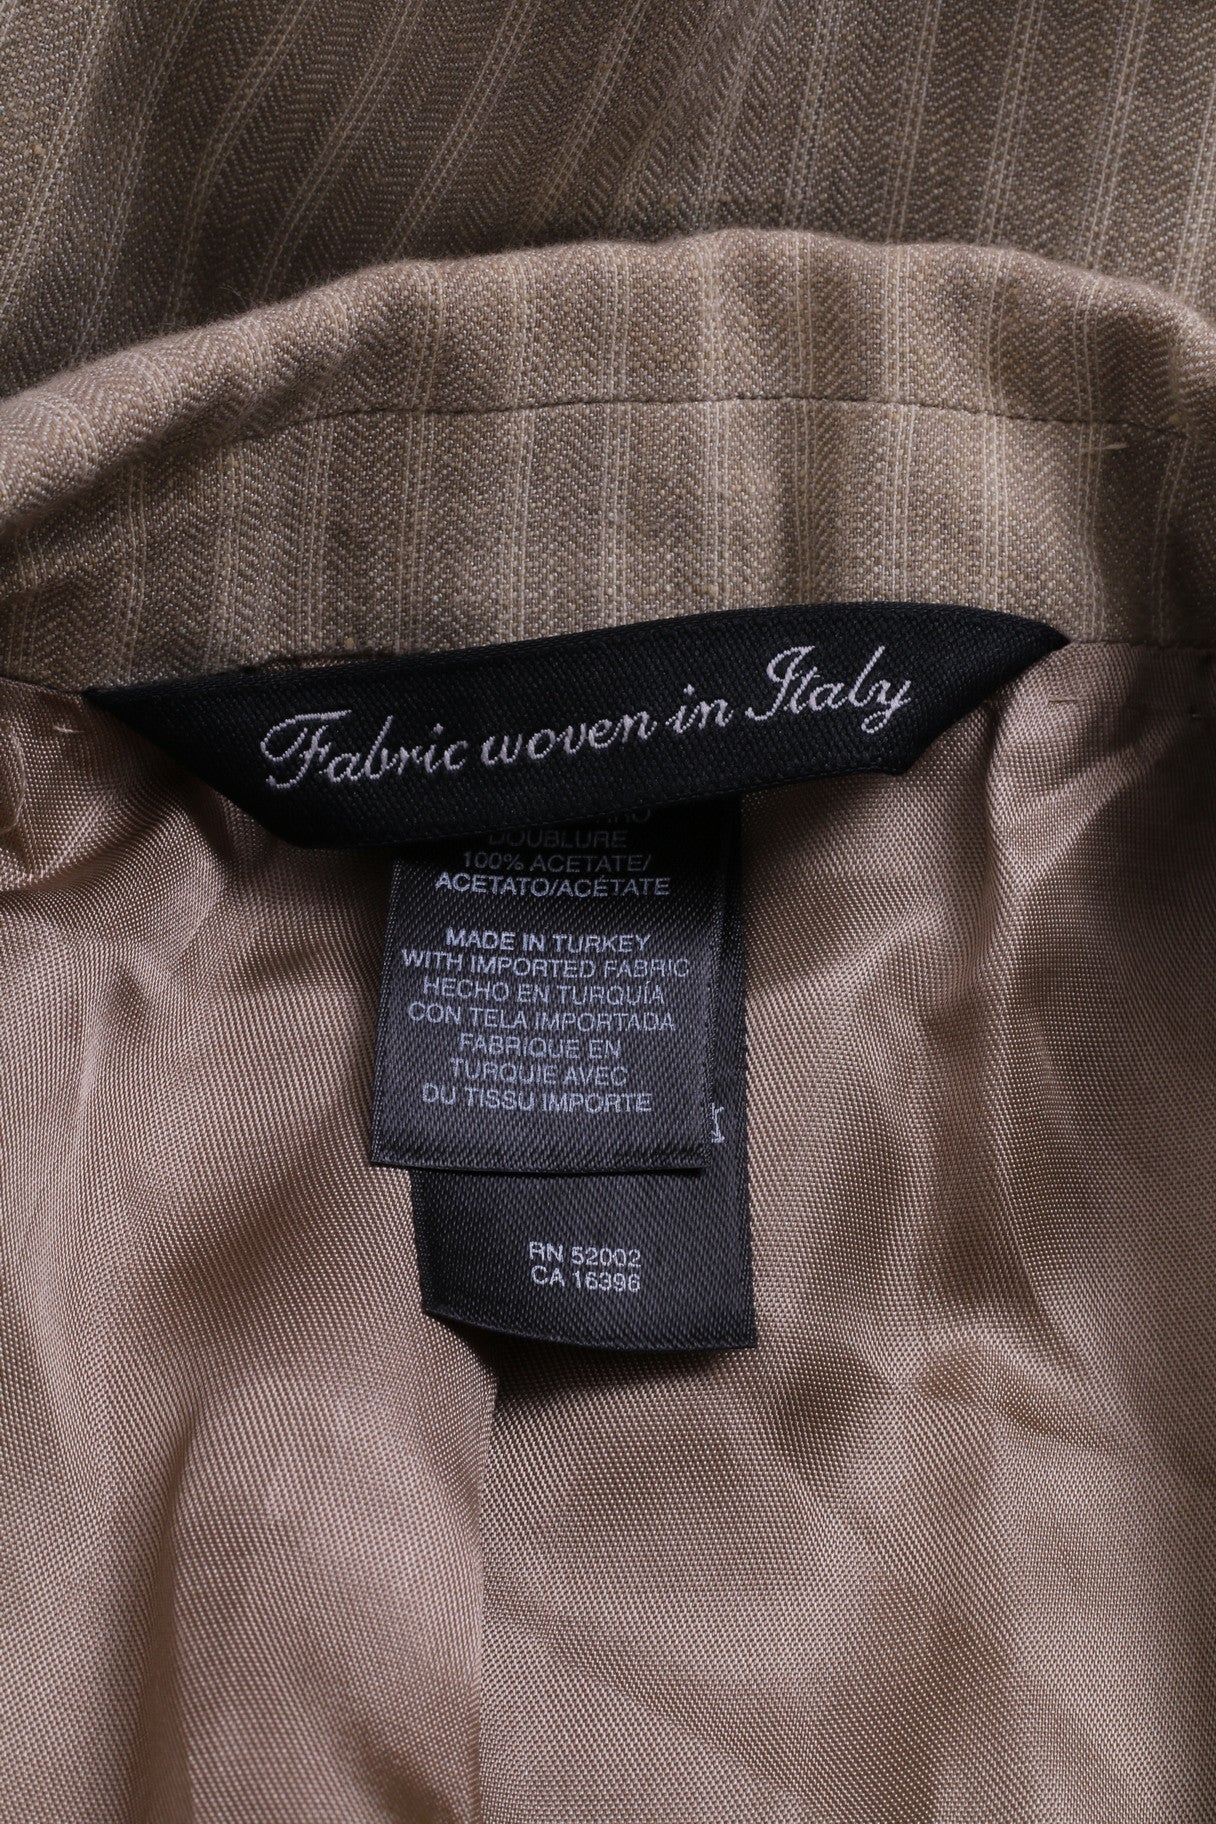 Fabric woven in Italy
DOUBLURE
100% ACETATE/
ACETATO/ACÉTATE
MADE IN TURKEY
WITH IMPORTED FABRIC
HECHO EN TURQUÍA
CON TELA IMPORTADA
FABRIQUE EN
TURQUIE AVEC
DU TISSU IMPORTE
RN 52002
CA 16396